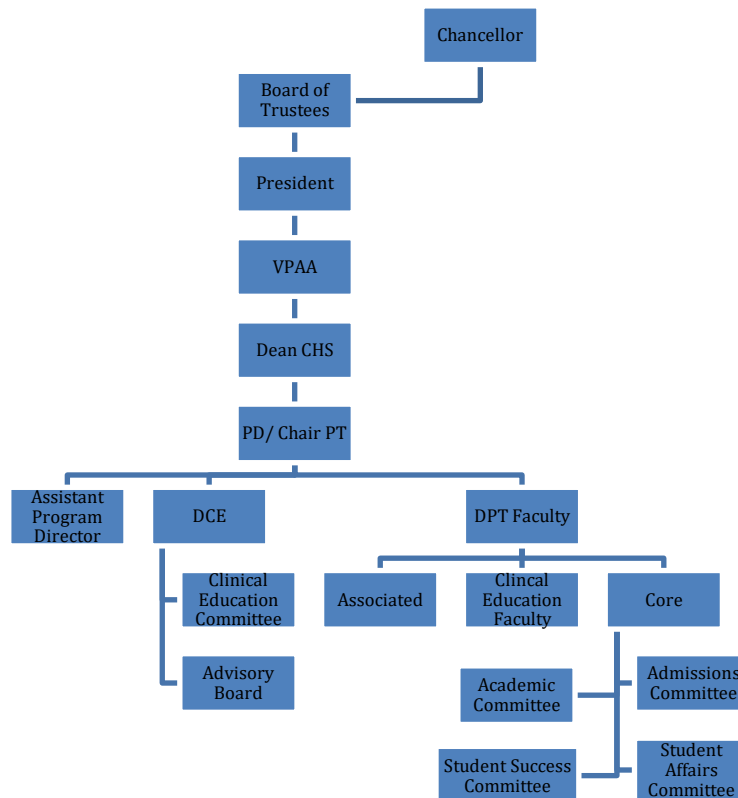 Chancellor
Board of
Trustees
President
VPAA
Dean CHS
PD/ Chair PT
Assistant
Program
Director
DCE
DPT Faculty
Clinical
Education
Committee
Associated
Clincal
Education
Faculty
Core
Advisory
Board
Academic
Committee
Admissions
Committee
Student Success
Committee
Student
Affairs
Committee